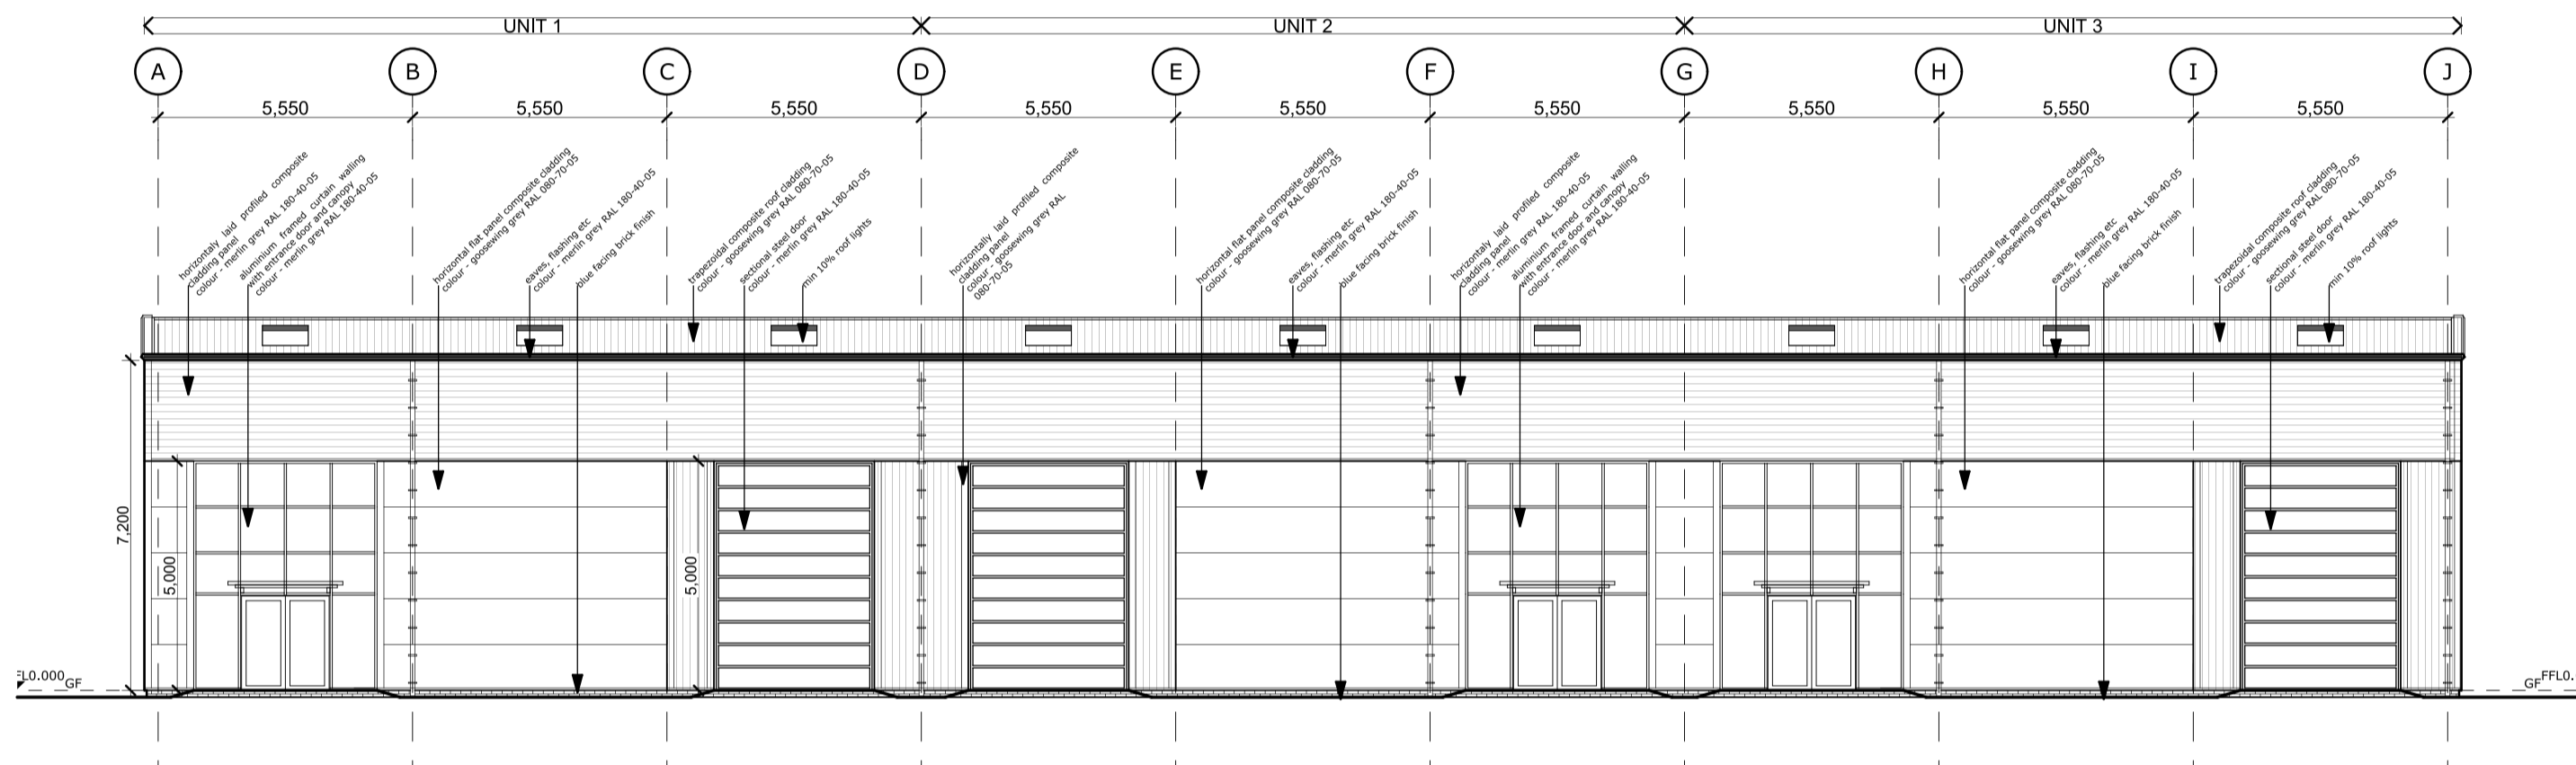 UNIT 1
UNIT 2
UNIT 3
A
B
C
D
E
F
G
H
I
J
5,550
5,550
5,550
5,550
5,550
5,550
5,550
5,550
5,550
horizontaly laid profiled composite
cladding panel
colour - merlin grey RAL 180-40-05
aluminium framed curtain walling
with entrance door and canopy
colour - merlin grey RAL 180-40-05
horizontal flat panel composite cladding
colour - goosewing grey RAL 080-70-05
eaves, flashing etc
colour - merlin grey RAL 180-40-05
blue facing brick finish
trapezoidal composite roof cladding
colour - goosewing grey RAL 080-70-05
sectional steel door
colour - merlin grey RAL 180-40-05
min 10% roof lights
horizontally laid profiled composite
cladding panel
colour - goosewing grey RAL
080-70-05
horizontal flat panel composite cladding
colour - goosewing grey RAL 080-70-05
eaves, flashing etc
colour - merlin grey RAL 180-40-05
blue facing brick finish
horizontaly laid profiled composite
cladding panel
colour - merlin grey RAL 180-40-05
aluminium framed curtain walling
with entrance door and canopy
colour - merlin grey RAL 180-40-05
horizontal flat panel composite cladding
colour - goosewing grey RAL 080-70-05
eaves, flashing etc
colour - merlin grey RAL 180-40-05
blue facing brick finish
trapezoidal composite roof cladding
colour - goosewing grey RAL 080-70-05
sectional steel door
colour - merlin grey RAL 180-40-05
min 10% roof lights
7,200
5,000
5,000
FL0.000
GF
GF
FFL0.